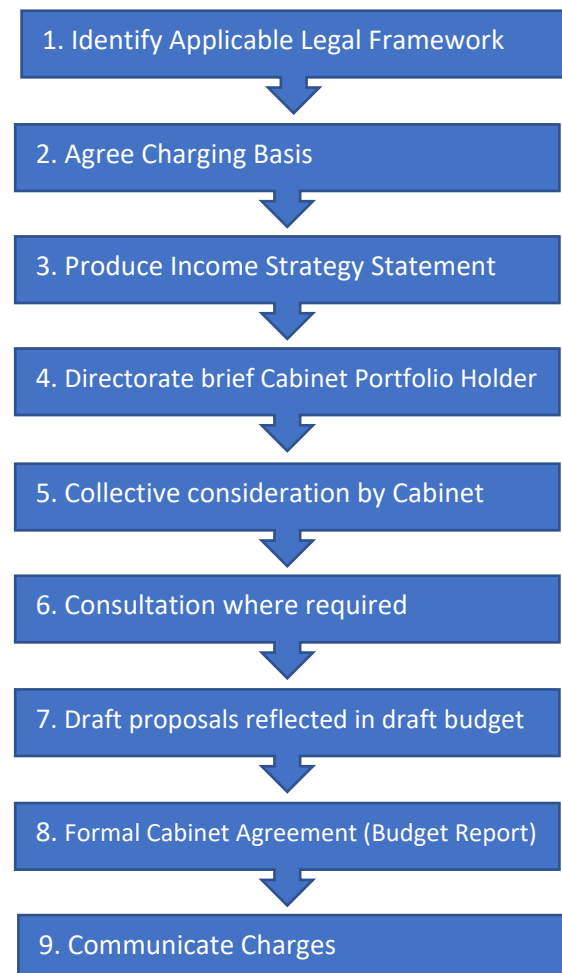 1. Identify Applicable Legal Framework
2. Agree Charging Basis
3. Produce Income Strategy Statement
4. Directorate brief Cabinet Portfolio Holder
5. Collective consideration by Cabinet
6. Consultation where required
7. Draft proposals reflected in draft budget
8. Formal Cabinet Agreement (Budget Report)
9. Communicate Charges